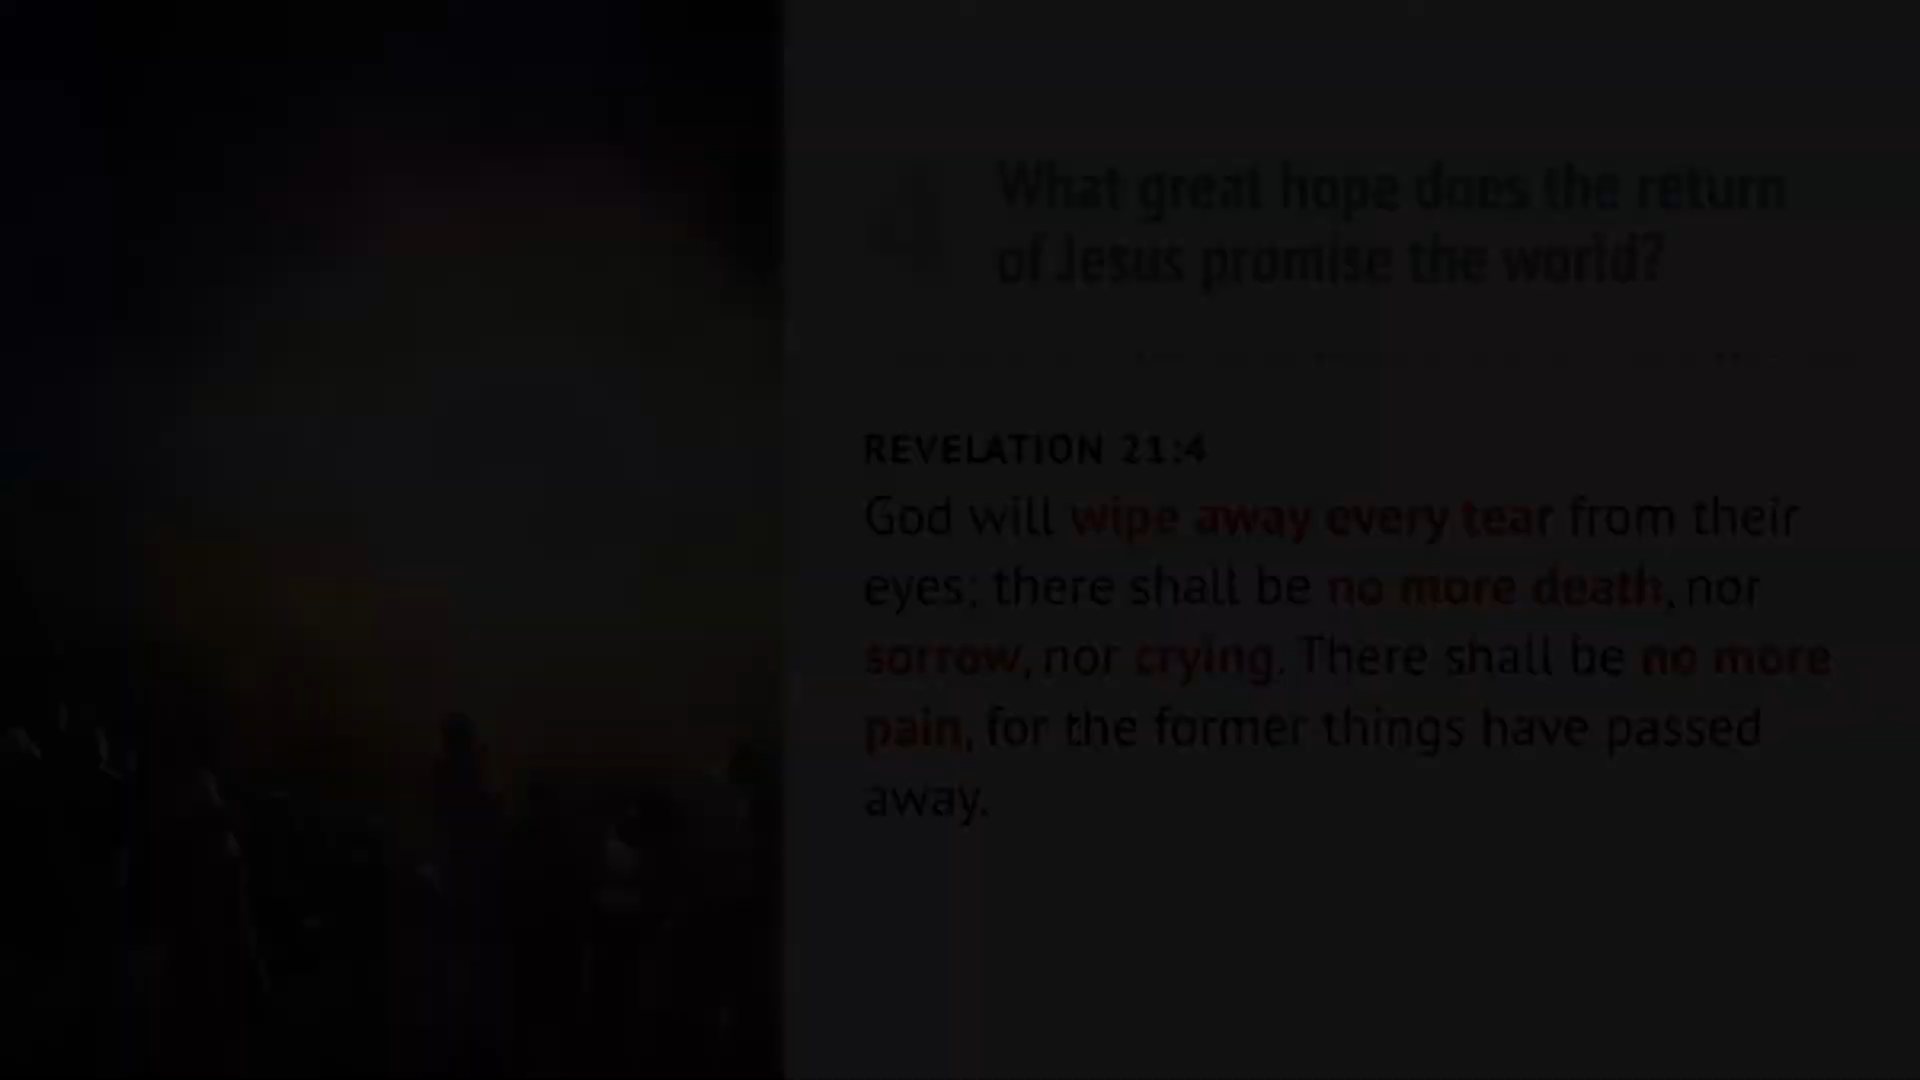 What great hope does the return
of Jesus promise the world?
REVELATION 21:4
God will wipe away every tear from their
eyes; there shall be no more death, nor
sorrow, nor crying. There shall be no more
pain, for the former things have passed
away.